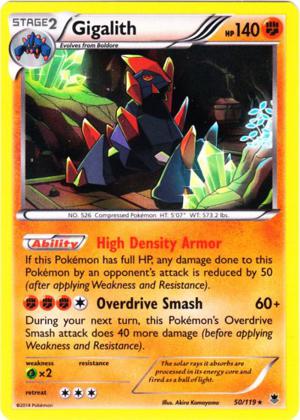 STAGE2 Gigalith HP 140
Evolves from Boldore
NO. 526 Compressed Pokémon HT: 5'07" WT: 573.2 lbs.
Ability High Density Armor
If this Pokémon has full HP, any damage done to this
Pokémon by an opponent's attack is reduced by 50
(after applying Weakness and Resistance).
Overdrive Smash 60+
During your next turn, this Pokémon's Overdrive
Smash attack does 40 more damage (before applying
Weakness and Resistance).
weakness resistance
×2
retreat
The solar rays it absorbs are
processed in its energy core and
fired as a ball of light.
©2014 Pokémon Illus. Akira Komayama 50/119